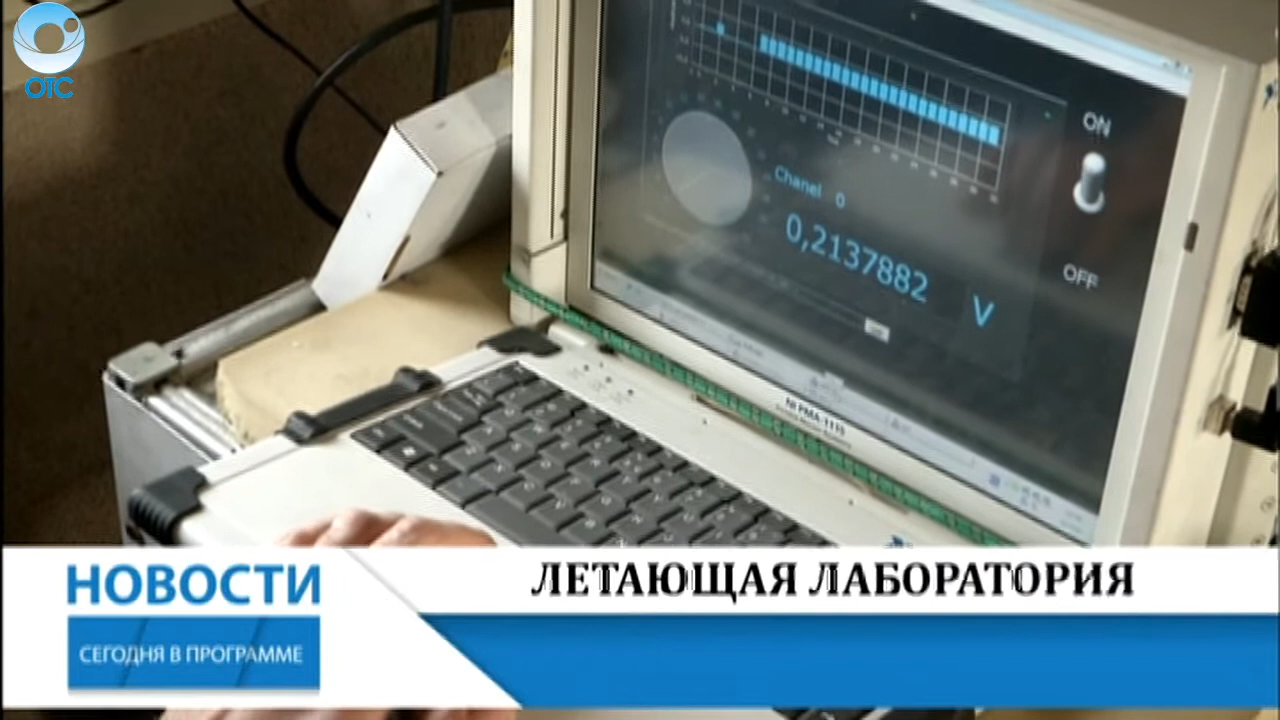 ОТС
ON
Chanel 0
0,2137882 V
OFF
НОВОСТИ
СЕГОДНЯ В ПРОГРАММЕ
ЛЕТАЮЩАЯ ЛАБОРАТОРИЯ